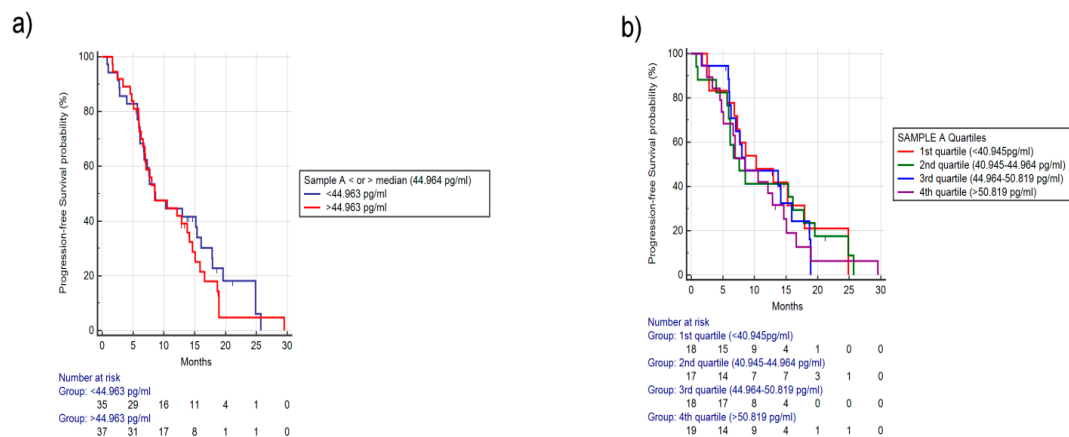 a)
Progression-free Survival probability (%)
100
80
60
40
20
0
0 5 10 15 20 25 30
Months
Sample A < or > median (44.964 pg/ml)
<44.963 pg/ml)
>44.963 pg/ml)
Number at risk
Group: <44.963 pg/ml)
35 29 16 11 4 1 0
Group: >44.963 pg/ml)
37 31 17 8 1 1 0
b)
Progression-free Survival probability (%)
100
80
60
40
20
0
0 5 10 15 20 25 30
Months
SAMPLE A Quartiles
1st quartile (<40.945pg/ml)
2nd quartile (40.945-44.964 pg/ml)
3rd quartile (44.964-50.819 pg/ml)
4th quartile (>50.819 pg/ml)
Number at risk
Group: 1st quartile (<40.945pg/ml)
18 15 9 4 1 0 0
Group: 2nd quartile (40.945-44.964 pg/ml)
17 14 7 7 3 1 0
Group: 3rd quartile (44.964-50.819 pg/ml)
18 17 8 4 0 0 0
Group: 4th quartile (>50.819 pg/ml)
19 14 9 4 1 1 0